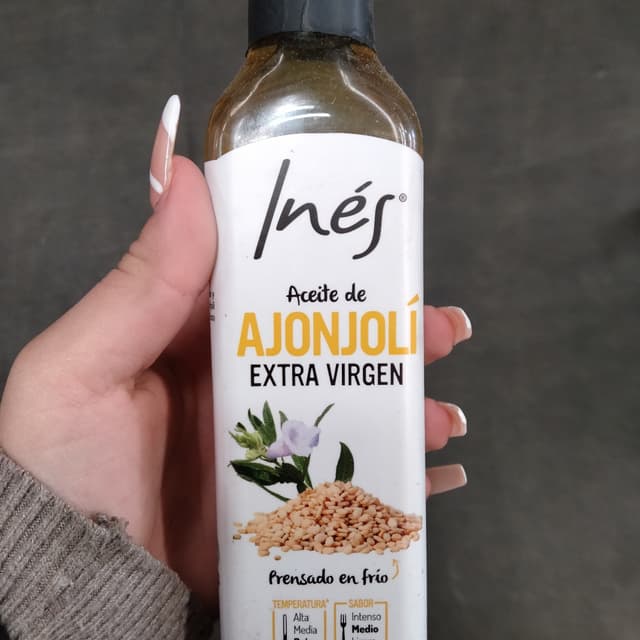 Inés®
Aceite de
AJONJOLÍ
EXTRA VIRGEN
Prensado en frío
TEMPERATURA*
Alta
Media
SABOR
Intenso
Medio